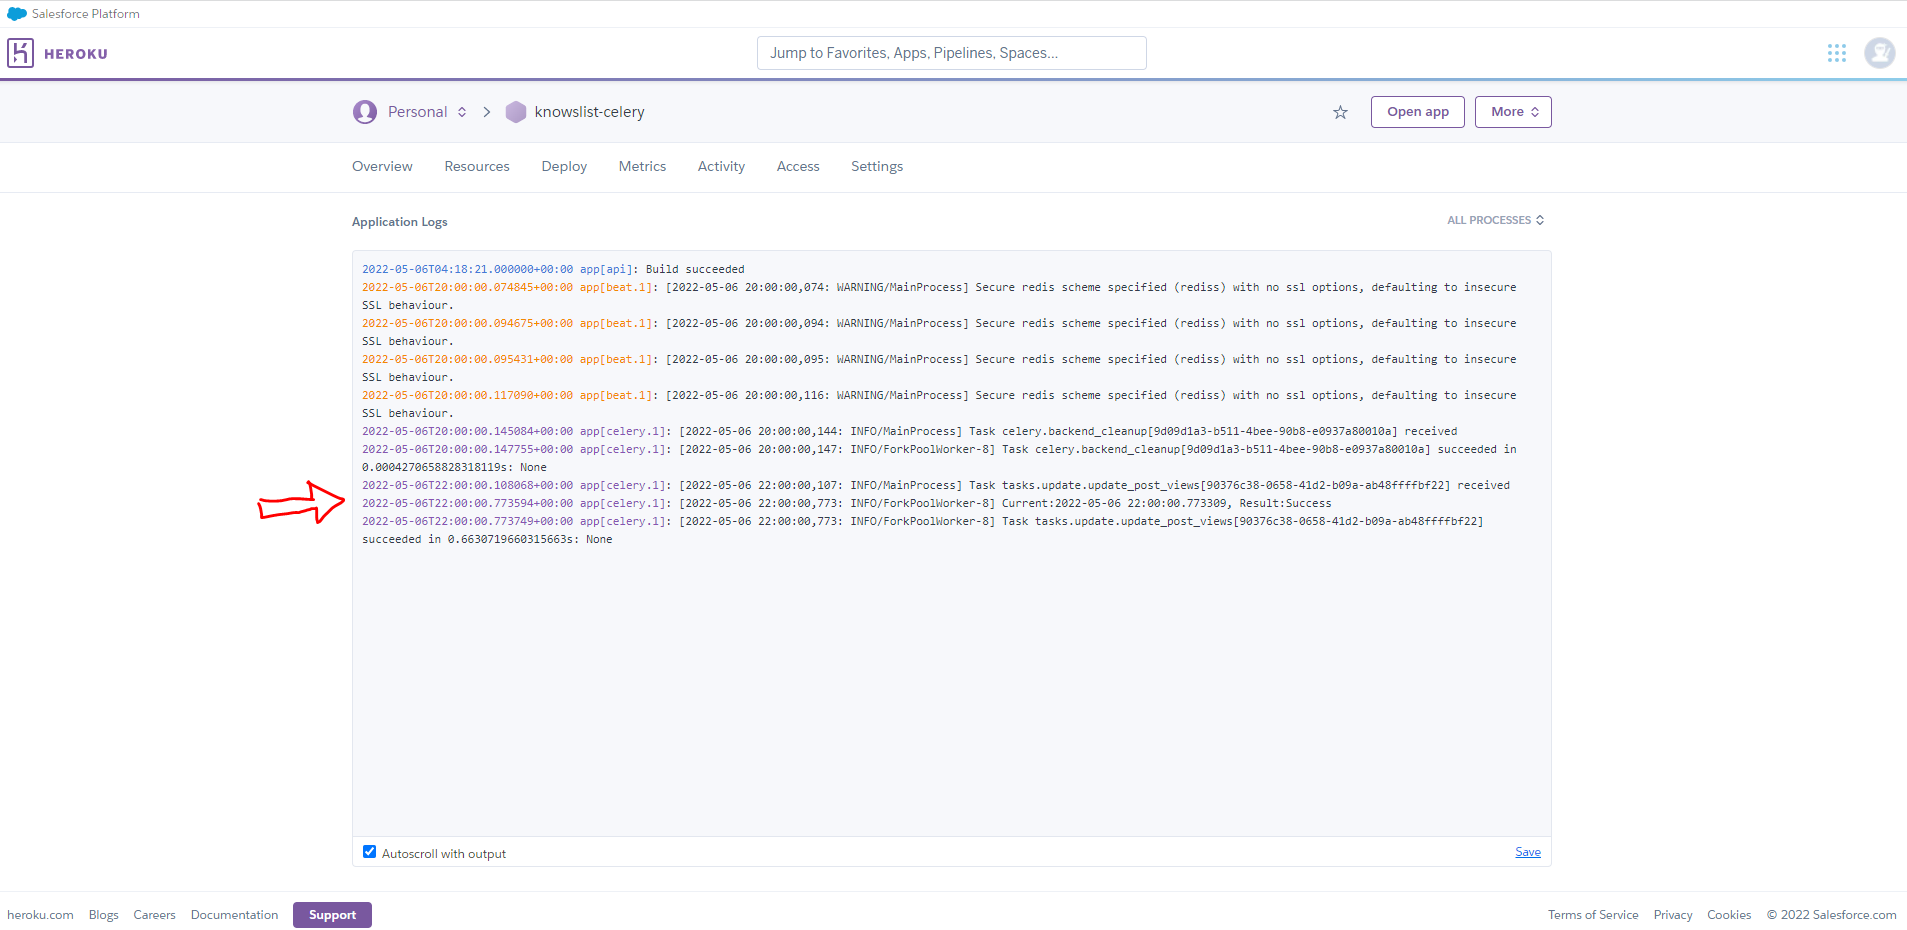 Salesforce Platform
HEROKU
Jump to Favorites, Apps, Pipelines, Spaces...
Personal knowslist-celery
Open app
More
Overview Resources Deploy Metrics Activity Access Settings
Application Logs
ALL PROCESSES
2022-05-06T04:18:21.000000+00:00 app[api]: Build succeeded
2022-05-06T20:00:00.074845+00:00 app[beat.1]: [2022-05-06 20:00:00,074: WARNING/MainProcess] Secure redis scheme specified (rediss) with no ssl options, defaulting to insecure
SSL behaviour.
2022-05-06T20:00:00.094675+00:00 app[beat.1]: [2022-05-06 20:00:00,094: WARNING/MainProcess] Secure redis scheme specified (rediss) with no ssl options, defaulting to insecure
SSL behaviour.
2022-05-06T20:00:00.095431+00:00 app[beat.1]: [2022-05-06 20:00:00,095: WARNING/MainProcess] Secure redis scheme specified (rediss) with no ssl options, defaulting to insecure
SSL behaviour.
2022-05-06T20:00:00.117090+00:00 app[beat.1]: [2022-05-06 20:00:00,116: WARNING/MainProcess] Secure redis scheme specified (rediss) with no ssl options, defaulting to insecure
SSL behaviour.
2022-05-06T20:00:00.145084+00:00 app[celery.1]: [2022-05-06 20:00:00,144: INFO/MainProcess] Task celery.backend_cleanup[9d09d1a3-b511-4bee-90b8-e0937a80010a] received
2022-05-06T20:00:00.147755+00:00 app[celery.1]: [2022-05-06 20:00:00,147: INFO/ForkPoolWorker-8] Task celery.backend_cleanup[9d09d1a3-b511-4bee-90b8-e0937a80010a] succeeded in
0.0004270658828318119s: None
2022-05-06T22:00:00.108068+00:00 app[celery.1]: [2022-05-06 22:00:00,107: INFO/MainProcess] Task tasks.update.update_post_views[90376c38-0658-41d2-b09a-ab48ffffbf22] received
2022-05-06T22:00:00.773594+00:00 app[celery.1]: [2022-05-06 22:00:00,773: INFO/ForkPoolWorker-8] Current:2022-05-06 22:00:00.773309, Result:Success
2022-05-06T22:00:00.773749+00:00 app[celery.1]: [2022-05-06 22:00:00,773: INFO/ForkPoolWorker-8] Task tasks.update.update_post_views[90376c38-0658-41d2-b09a-ab48ffffbf22]
succeeded in 0.6630719660315663s: None
Autoscroll with output
Save
heroku.com Blogs Careers Documentation Support
Terms of Service Privacy Cookies © 2022 Salesforce.com